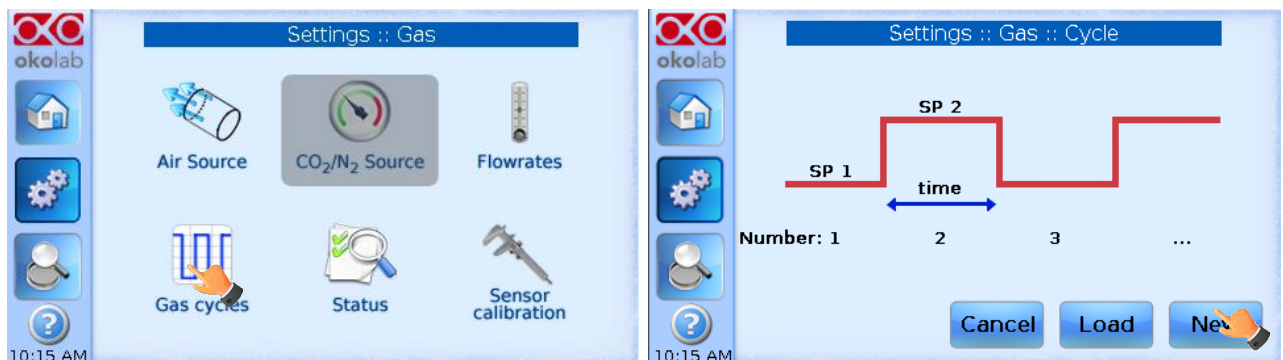 Settings :: Gas
okolab
Air Source
CO₂/N₂ Source
Flowrates
Gas cycles
Status
Sensor
calibration
?
10:15 AM
Settings :: Gas :: Cycle
okolab
SP 2
SP 1
time
Number: 1 2 3 ...
Cancel Load New
?
10:15 AM